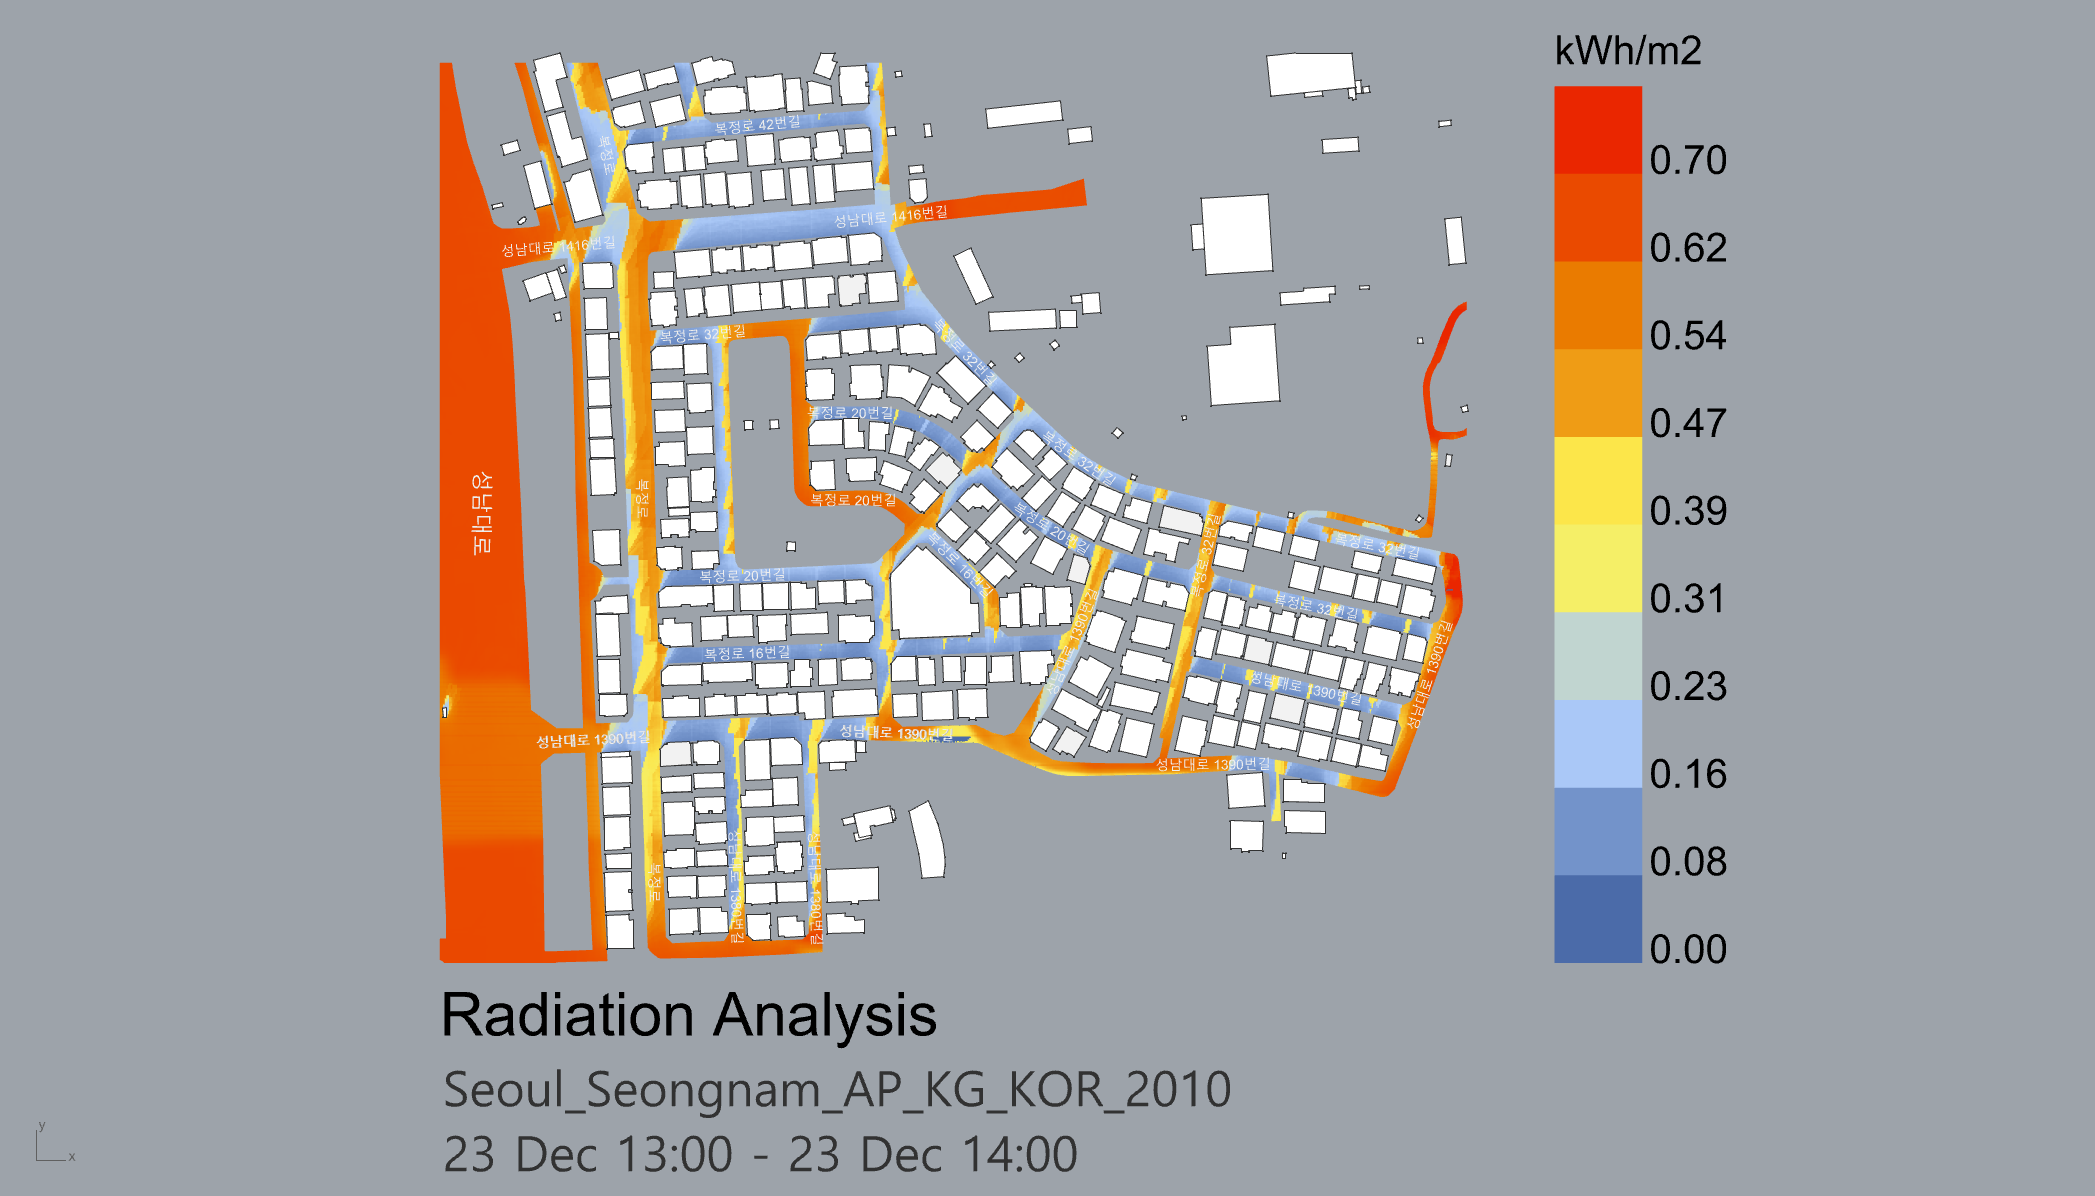 kWh/m2
0.70
0.62
0.54
0.47
0.39
0.31
0.23
0.16
0.08
0.00
복정로 42번길
복정로
성남대로 1416번길
성남대로 1416번길
복정로 32번길
복정로 32번길
복정로 20번길
복정로 32번길
성남대로
복정로
복정로 20번길
복정로 20번길
복정로 32번길
복정로 32번길
복정로 16번길
복정로 20번길
복정로 32번길
성남대로 1390번길
복정로 16번길
성남대로 1390번길
성남대로 1390번길
성남대로 1390번길
성남대로 1390번길
성남대로 1390번길
복정로
성남대로 1380번길
성남대로 1380번길
Radiation Analysis
Seoul_Seongnam_AP_KG_KOR_2010
23 Dec 13:00 - 23 Dec 14:00
y
x